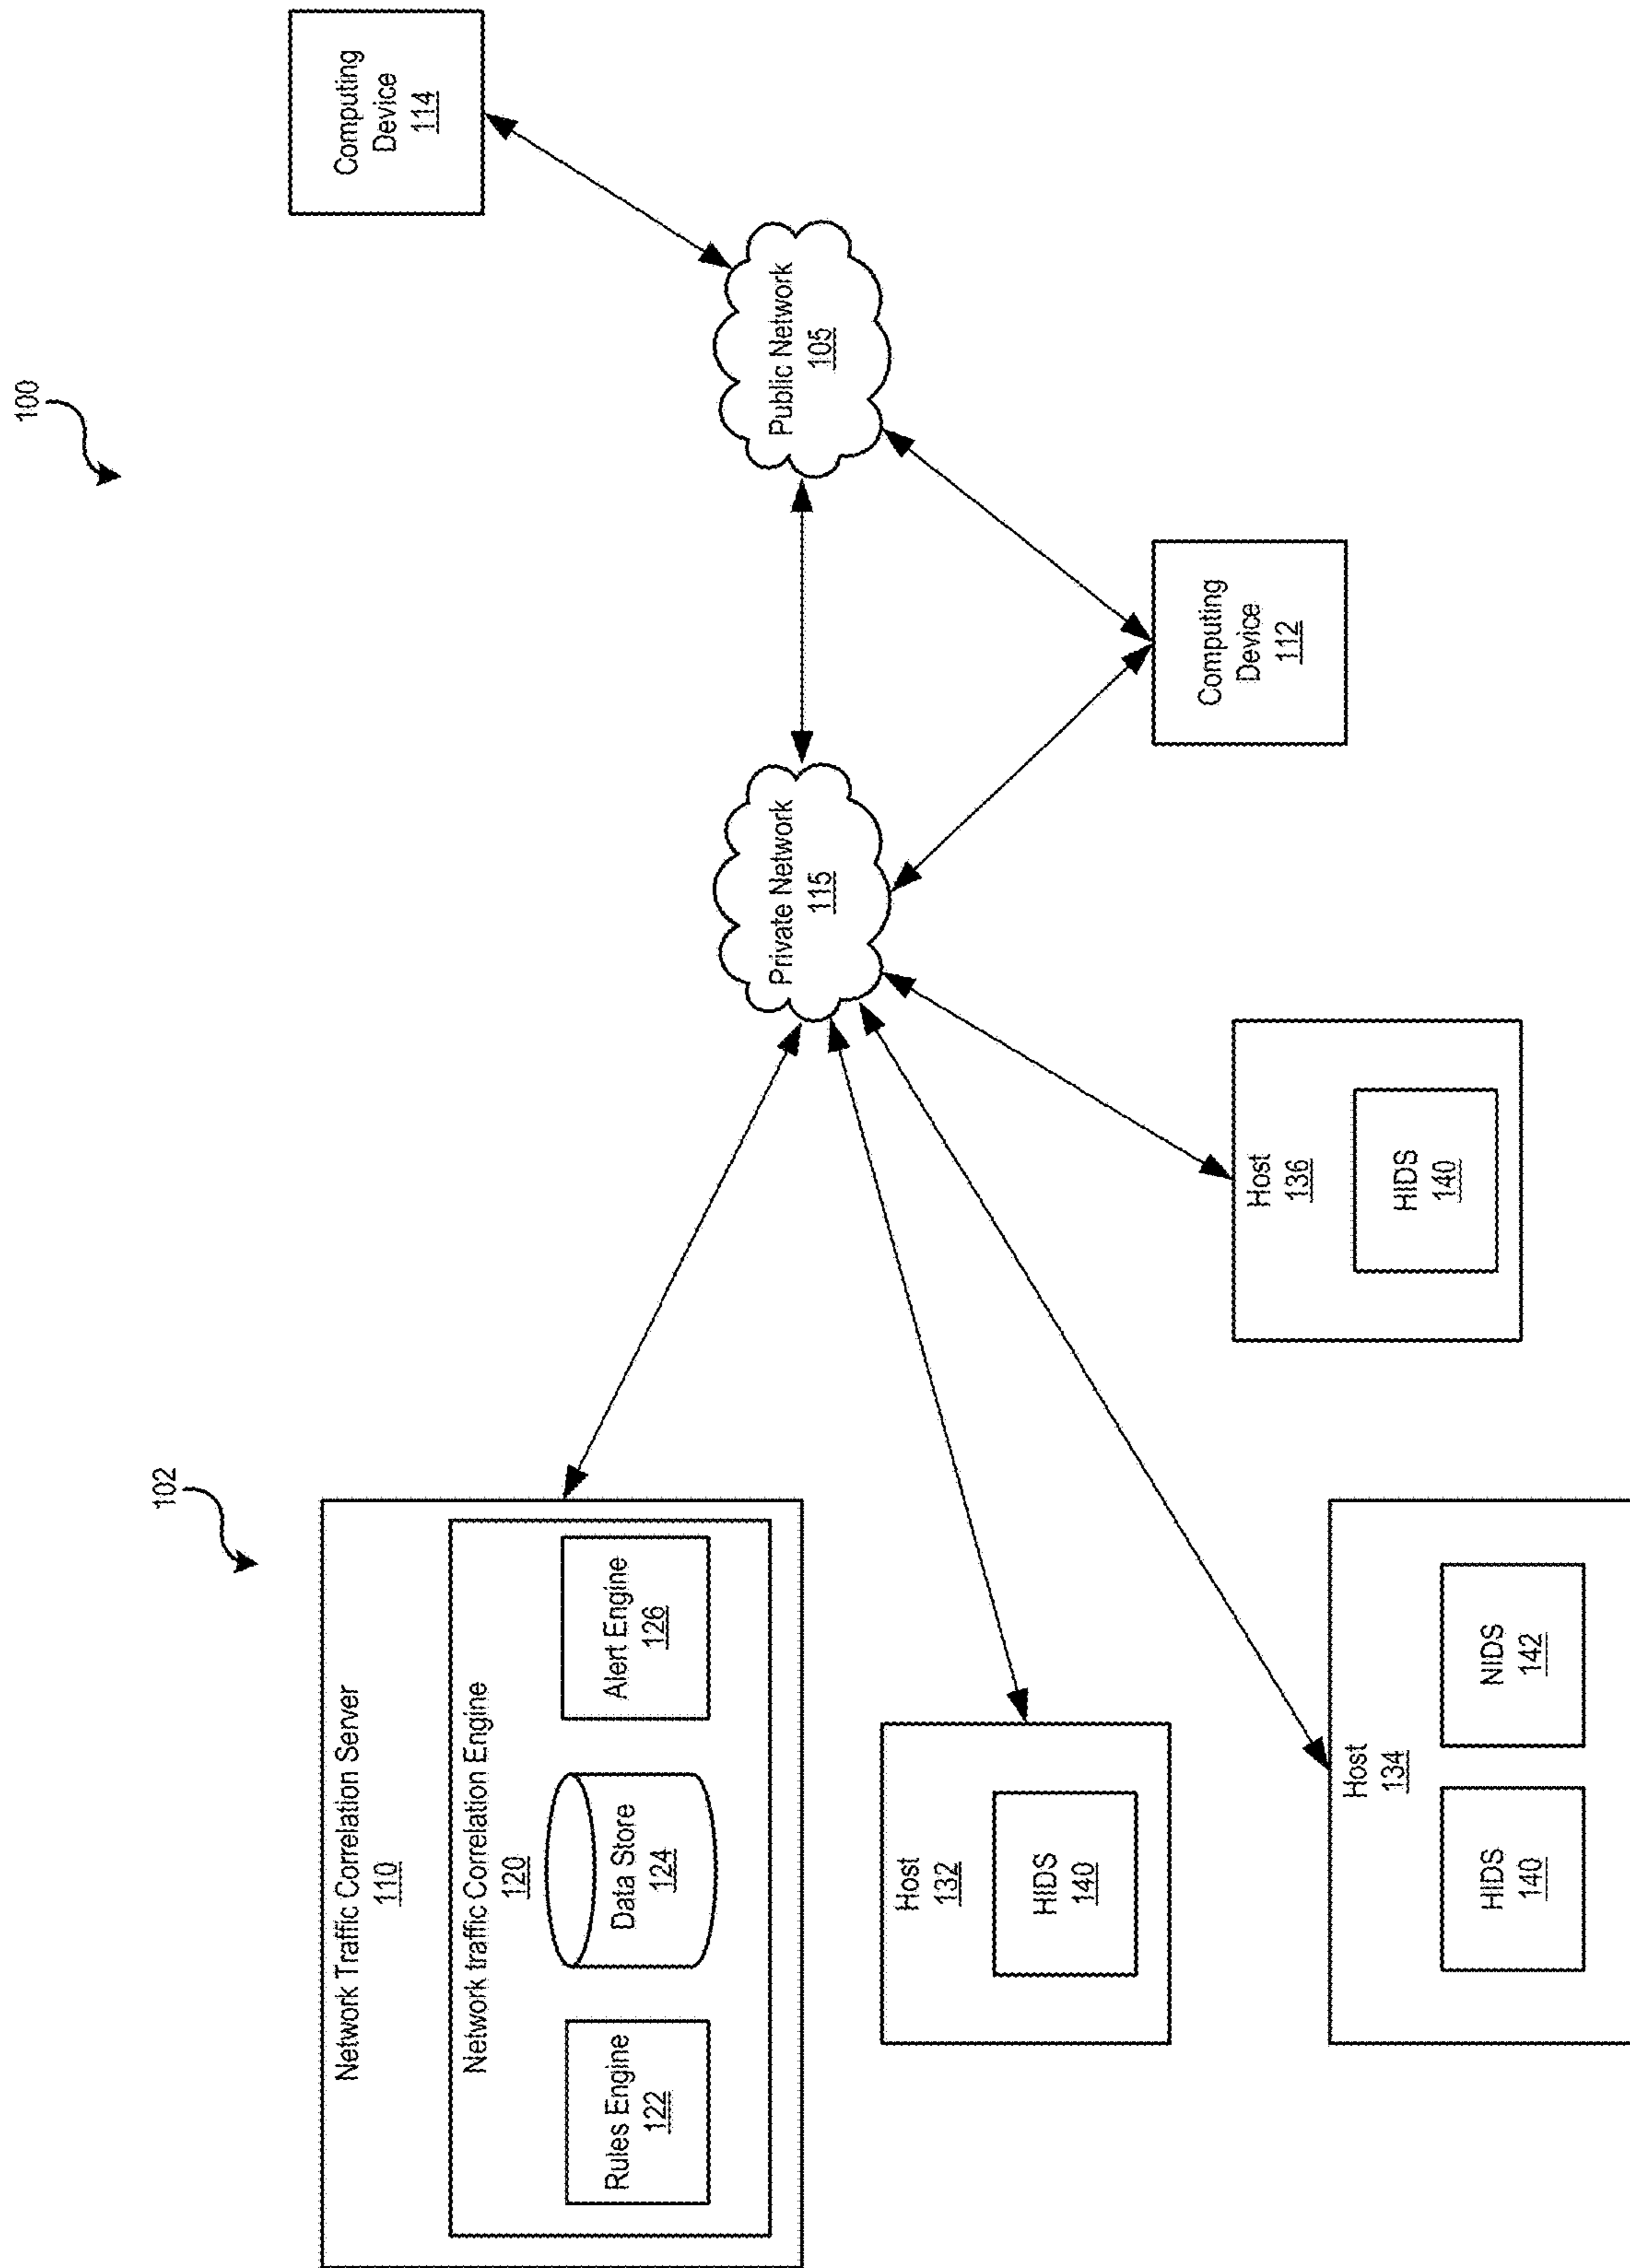 100
102
Network Traffic Correlation Server
110
Network traffic Correlation Engine
120
Rules Engine
122
Data Store
124
Alert Engine
126
Host
132
HIDS
140
Host
134
HIDS
140
NIDS
142
Host
136
HIDS
140
Private Network
115
Public Network
105
Computing
Device
112
Computing
Device
114